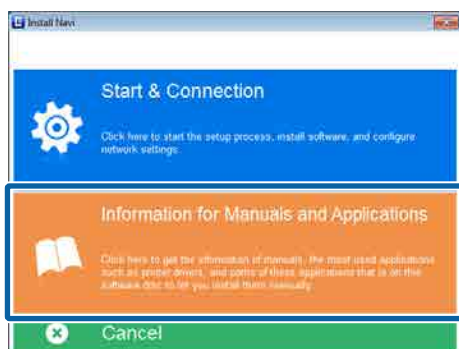 Install Navi
Start & Connection
Click here to start the setup process, install software, and configure
network settings.
Information for Manuals and Applications
Click here to get the information of manuals, the most used applications
such as printer drivers, and some of these applications that is on this
software disc to let you install them manually.
Cancel